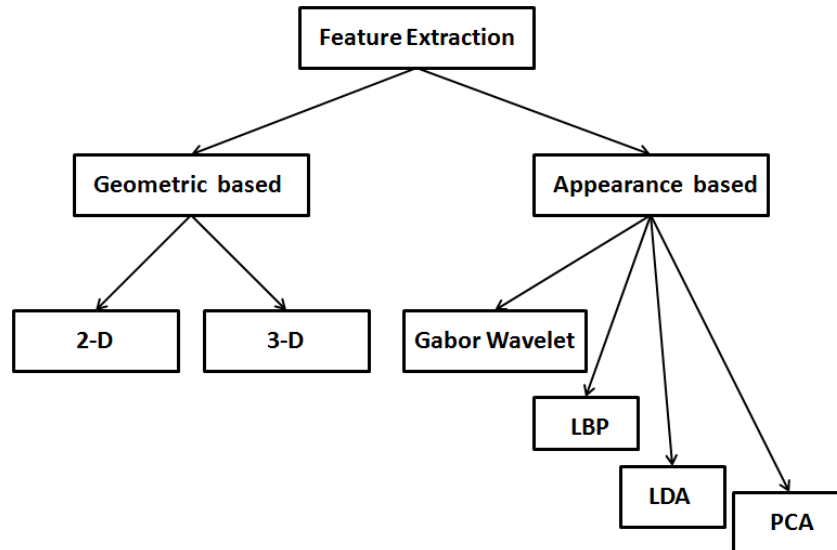 Feature Extraction
Geometric based
Appearance based
2-D
3-D
Gabor Wavelet
LBP
LDA
PCA